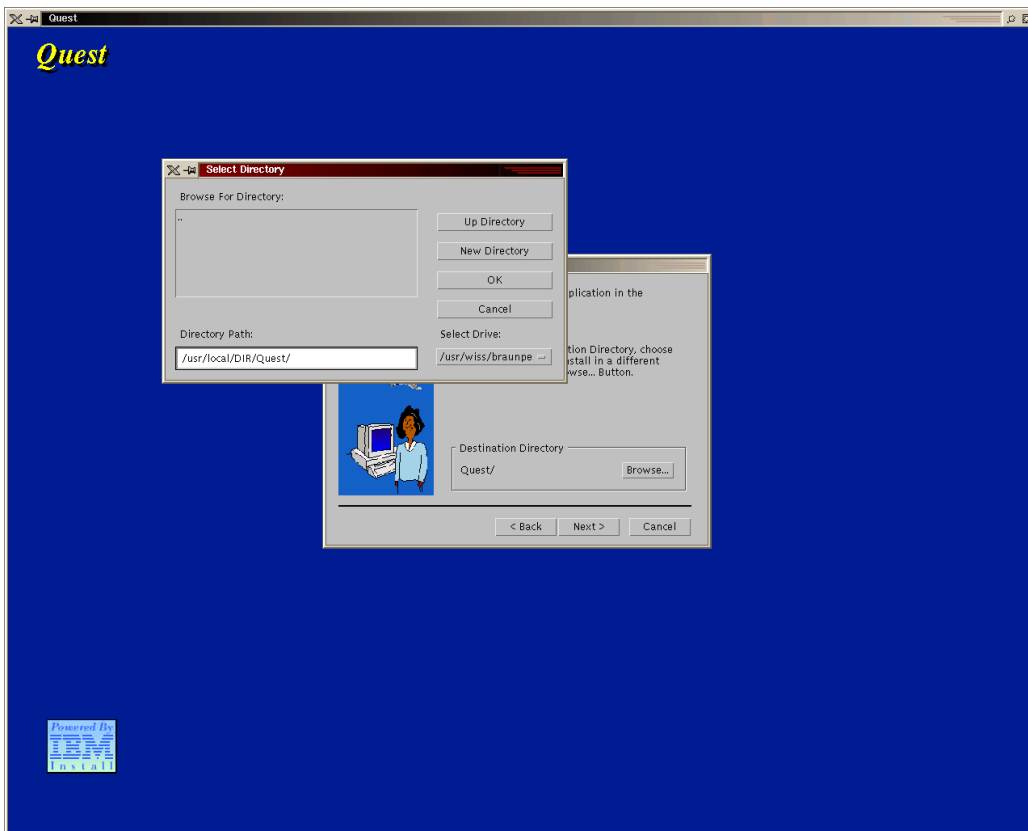 Quest
Quest
Select Directory
Browse For Directory:
..
Up Directory
New Directory
OK
Cancel
Directory Path:
Select Drive:
/usr/local/DIR/Quest/
/usr/wiss/braunpe
plication in the
tion Directory, choose
nstall in a different
owse... Button.
Destination Directory
Quest/
Browse...
< Back
Next >
Cancel
Powered By
IBM
Install